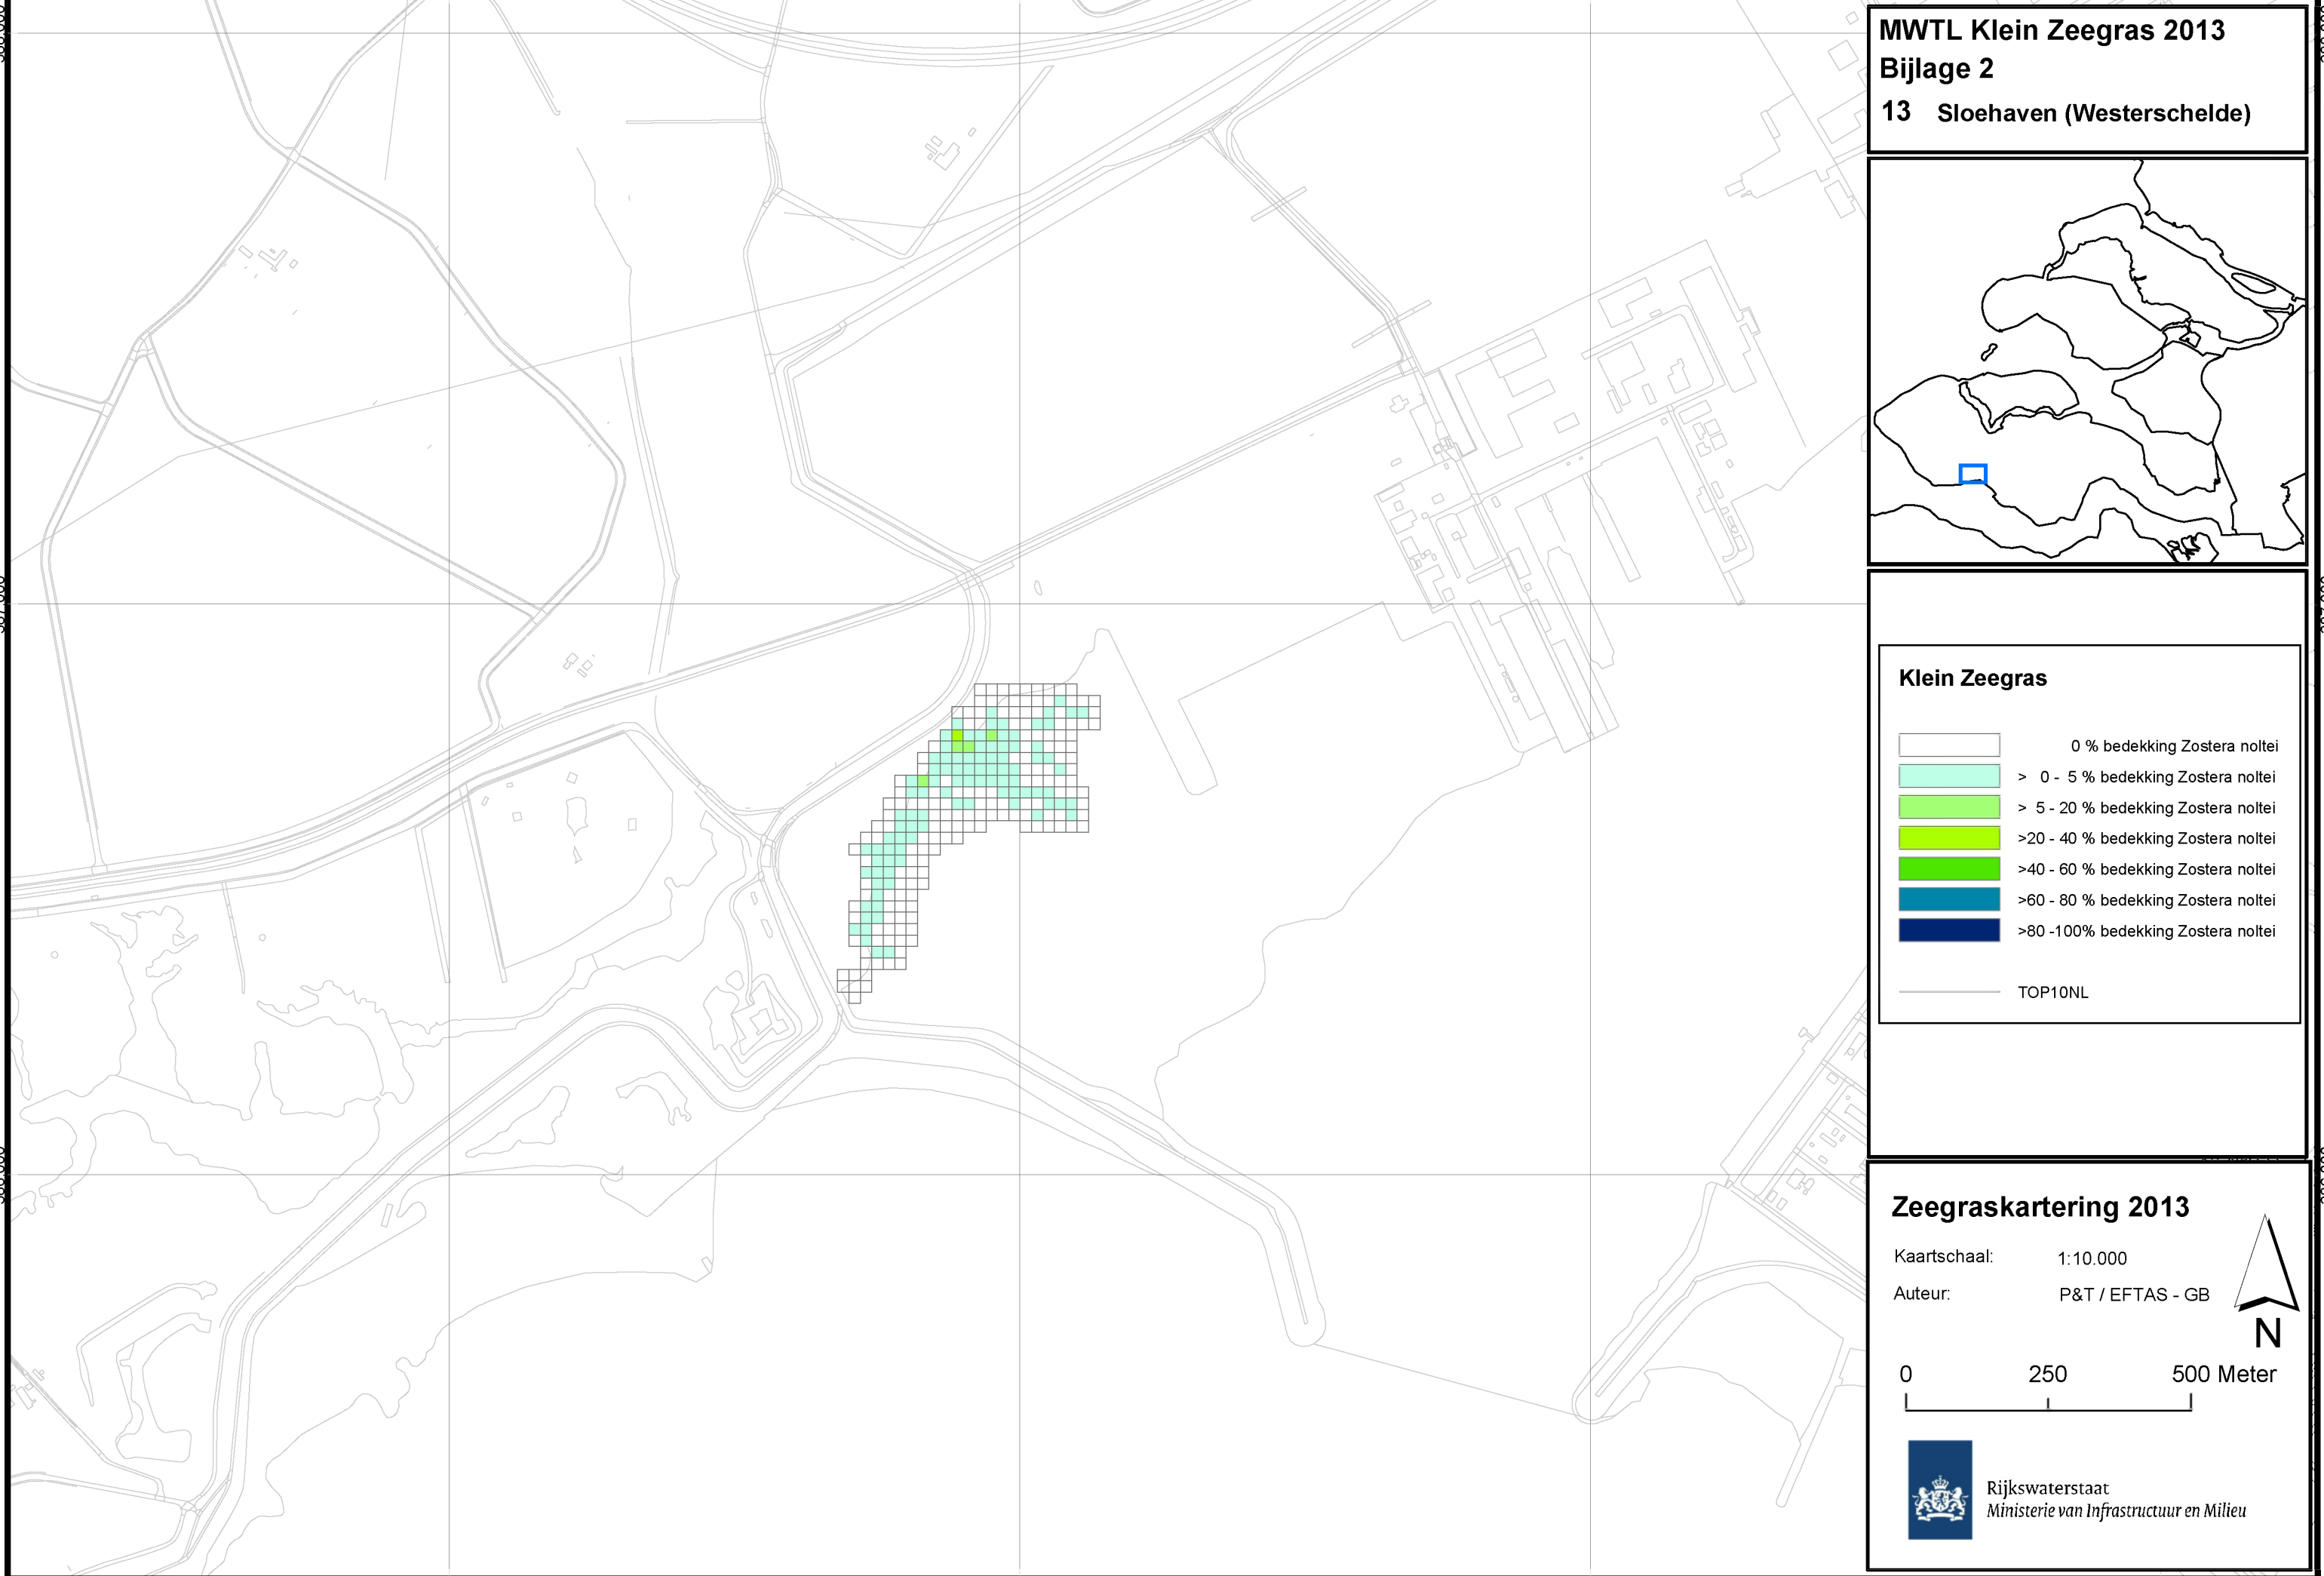 MWTL Klein Zeegras 2013
Bijlage 2
13 Sloehaven (Westerschelde)
Klein Zeegras
0 % bedekking Zostera noltei
> 0 - 5 % bedekking Zostera noltei
> 5 - 20 % bedekking Zostera noltei
>20 - 40 % bedekking Zostera noltei
>40 - 60 % bedekking Zostera noltei
>60 - 80 % bedekking Zostera noltei
>80 -100% bedekking Zostera noltei
TOP10NL
Zeegraskartering 2013
Kaartschaal: 1:10.000
Auteur: P&T / EFTAS - GB
N
0 250 500 Meter
Rijkswaterstaat
Ministerie van Infrastructuur en Milieu